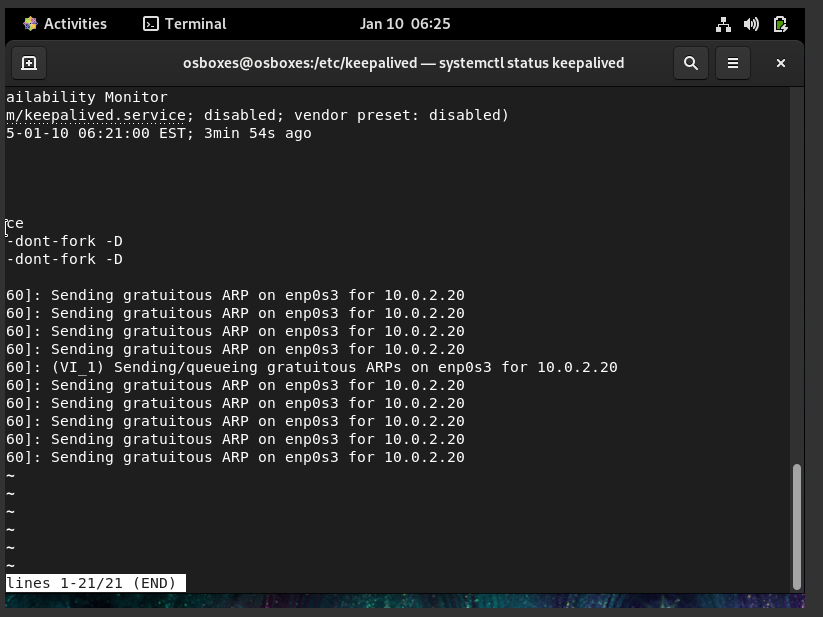 Activities
Terminal
Jan 10 06:25
osboxes@osboxes:/etc/keepalived — systemctl status keepalived
ailability Monitor
m/keepalived.service; disabled; vendor preset: disabled)
5-01-10 06:21:00 EST; 3min 54s ago
ce
-dont-fork -D
-dont-fork -D
60]: Sending gratuitous ARP on enp0s3 for 10.0.2.20
60]: Sending gratuitous ARP on enp0s3 for 10.0.2.20
60]: Sending gratuitous ARP on enp0s3 for 10.0.2.20
60]: Sending gratuitous ARP on enp0s3 for 10.0.2.20
60]: (VI_1) Sending/queueing gratuitous ARPs on enp0s3 for 10.0.2.20
60]: Sending gratuitous ARP on enp0s3 for 10.0.2.20
60]: Sending gratuitous ARP on enp0s3 for 10.0.2.20
60]: Sending gratuitous ARP on enp0s3 for 10.0.2.20
60]: Sending gratuitous ARP on enp0s3 for 10.0.2.20
60]: Sending gratuitous ARP on enp0s3 for 10.0.2.20
~
~
~
~
~
~
lines 1-21/21 (END)